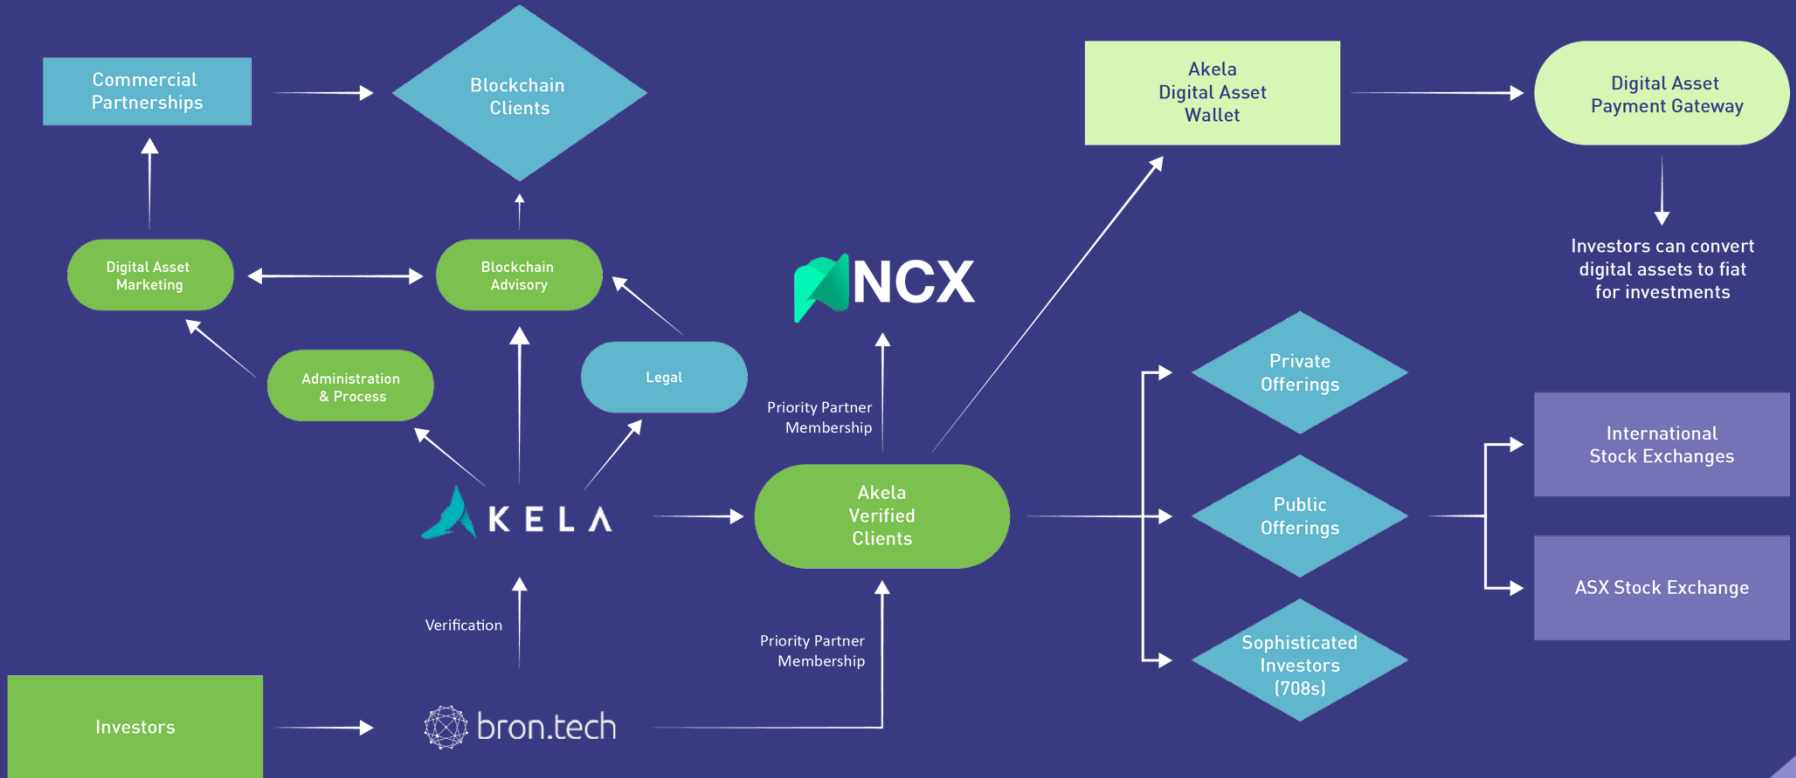 Commercial
Partnerships
Blockchain
Clients
Akela
Digital Asset
Wallet
Digital Asset
Payment Gateway
Digital Asset
Marketing
Blockchain
Advisory
NCX
Investors can convert
digital assets to fiat
for investments
Administration
& Process
Legal
Priority Partner
Membership
Private
Offerings
International
Stock Exchanges
AKELA
Akela
Verified
Clients
Public
Offerings
ASX Stock Exchange
Verification
Priority Partner
Membership
Sophisticated
Investors
(708s)
Investors
bron.tech